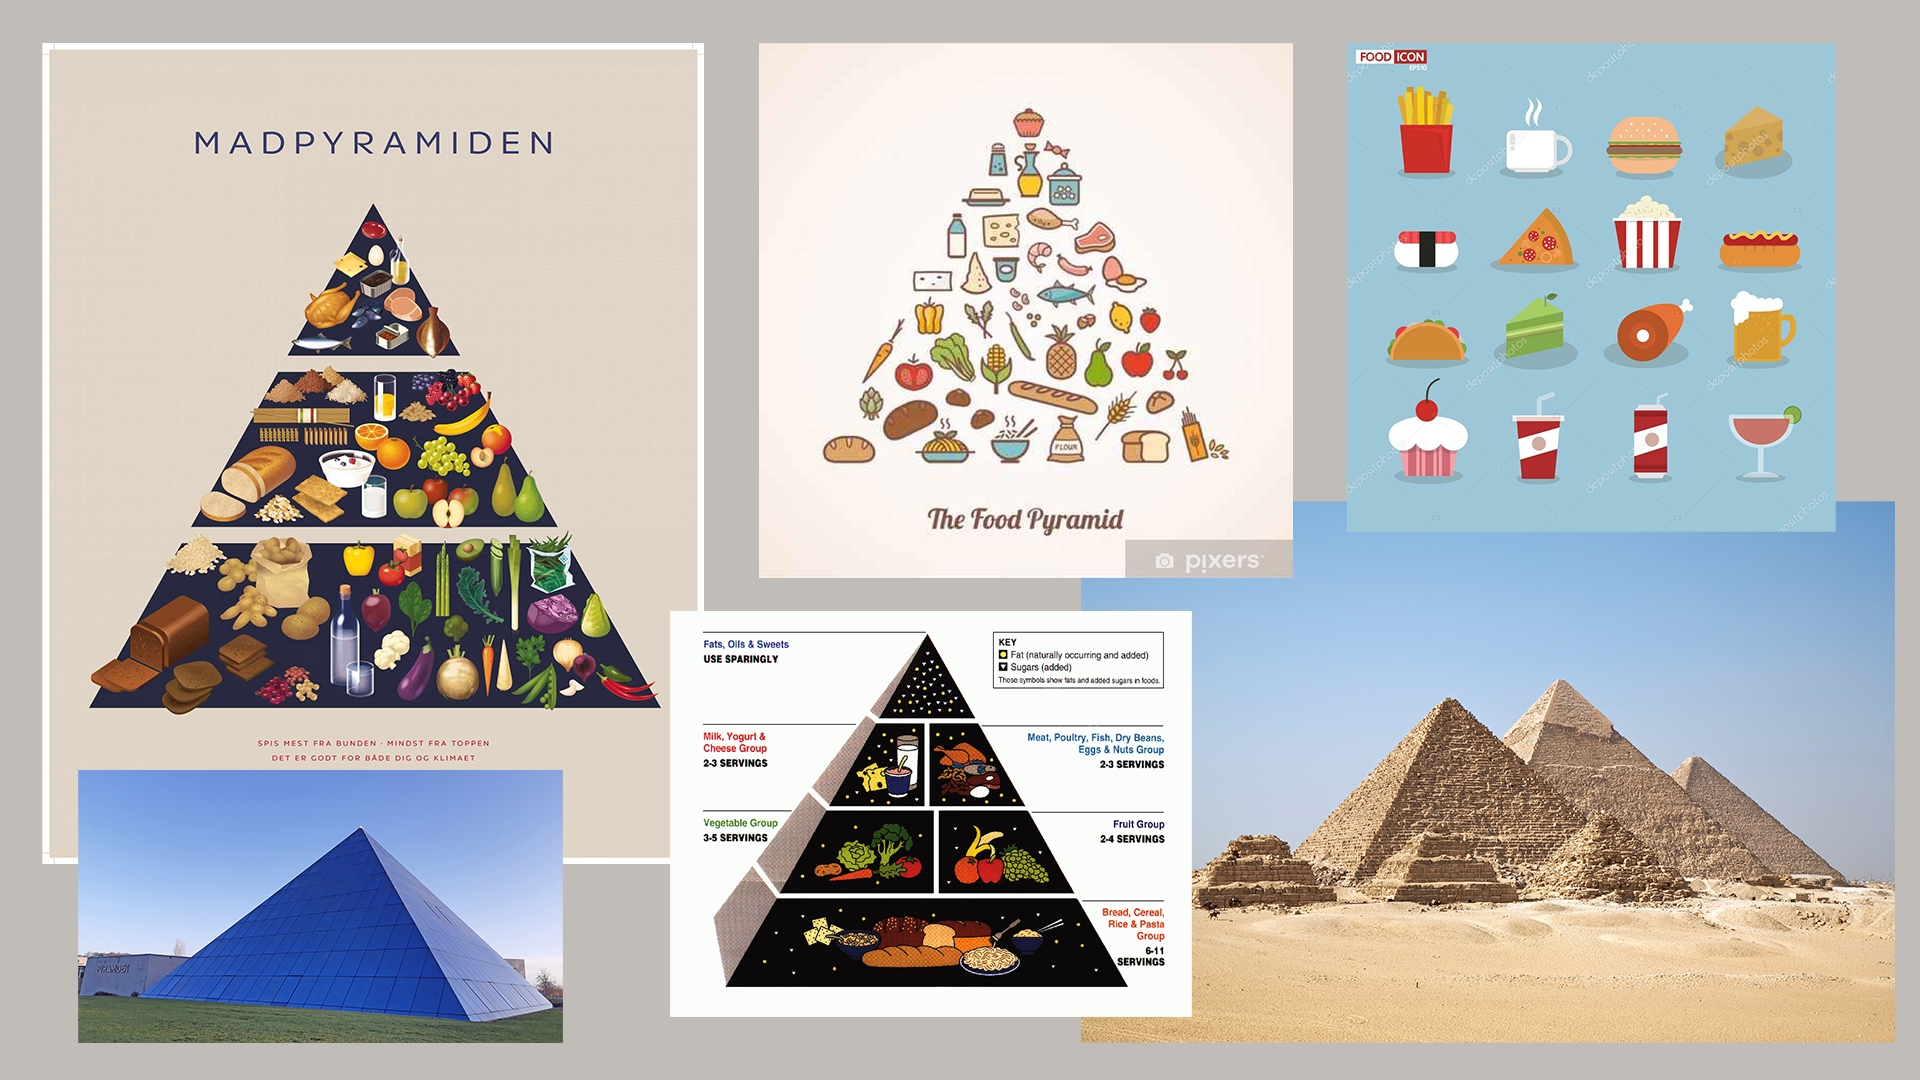 MADPYRAMIDEN
SPIS MEST FRA BUNDEN · MINDST FRA TOPPEN
DET ER GODT FOR BÅDE DIG OG KLIMAET
FLOUR
The Food Pyramid
pixers
FOOD ICON
EPS10
depositphotos
Fats, Oils & Sweets
USE SPARINGLY
KEY
Fat (naturally occurring and added)
Sugars (added)
These symbols show fats and added sugars in foods.
Milk, Yogurt &
Cheese Group
2-3 SERVINGS
Meat, Poultry, Fish, Dry Beans,
Eggs & Nuts Group
2-3 SERVINGS
Vegetable Group
3-5 SERVINGS
Fruit Group
2-4 SERVINGS
Bread, Cereal,
Rice & Pasta
Group
6-11
SERVINGS
PYRAMIDEN